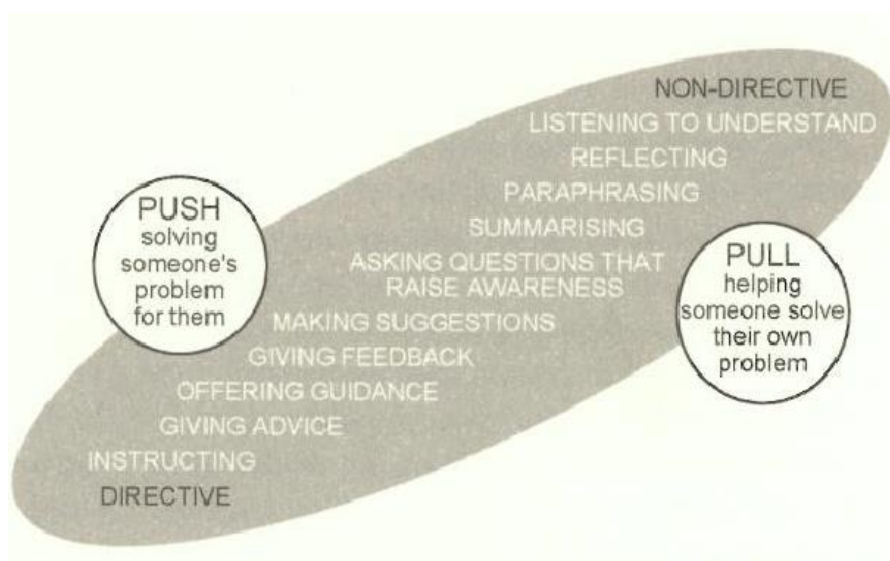 NON-DIRECTIVE
LISTENING TO UNDERSTAND
REFLECTING
PARAPHRASING
SUMMARISING
ASKING QUESTIONS THAT
RAISE AWARENESS
MAKING SUGGESTIONS
GIVING FEEDBACK
OFFERING GUIDANCE
GIVING ADVICE
INSTRUCTING
DIRECTIVE
PUSH
solving
someone's
problem
for them
PULL
helping
someone solve
their own
problem